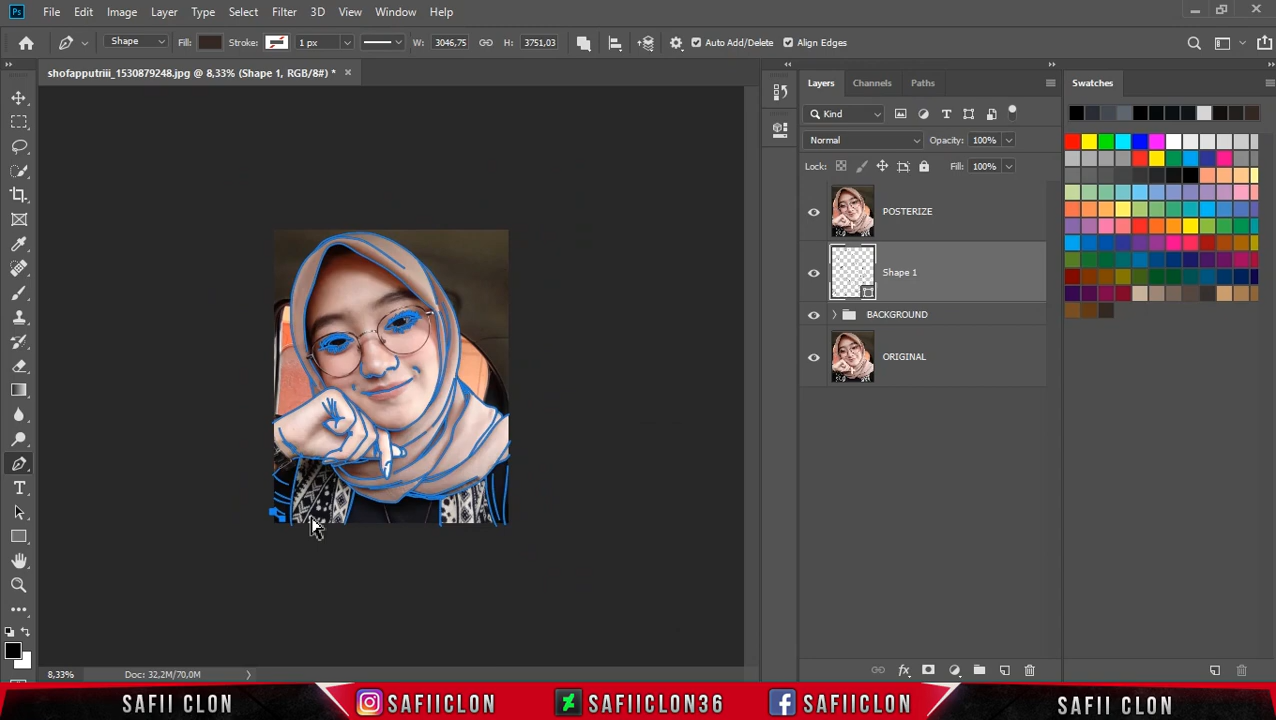 Ps File Edit Image Layer Type Select Filter 3D View Window Help
Shape Fill: Stroke: 1 px W: 3046,75 H: 3751,03 Auto Add/Delete Align Edges
shofapputriii_1530879248.jpg @ 8,33% (Shape 1, RGB/8#) *
Layers Channels Paths
Swatches
Kind
Normal Opacity: 100%
Lock: Fill: 100%
POSTERIZE
Shape 1
BACKGROUND
ORIGINAL
T
8,33% Doc: 32,2M/70,0M
fx
SAFII CLON SAFIICLON SAFIICLON36 SAFIICLON SAFII CLON